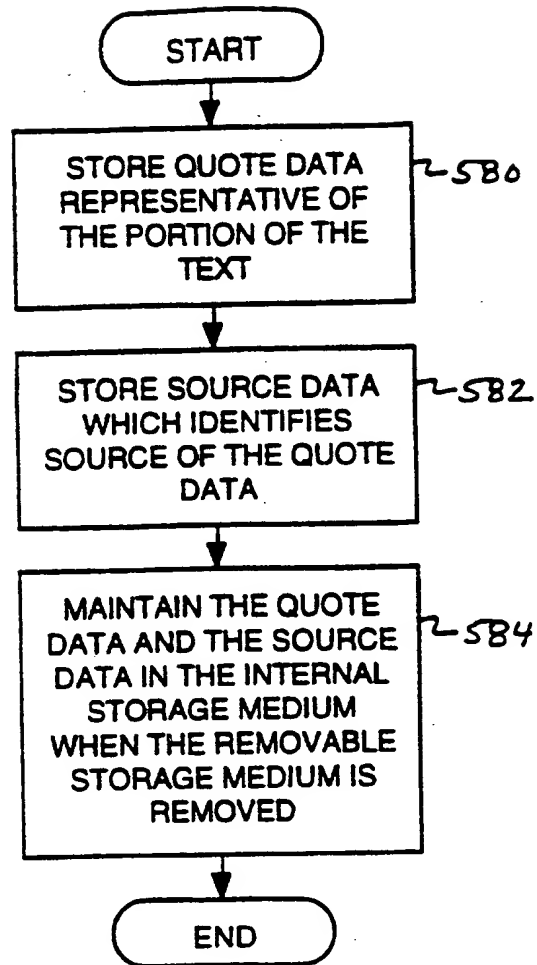 START
STORE QUOTE DATA
REPRESENTATIVE OF
THE PORTION OF THE
TEXT
580
STORE SOURCE DATA
WHICH IDENTIFIES
SOURCE OF THE QUOTE
DATA
582
MAINTAIN THE QUOTE
DATA AND THE SOURCE
DATA IN THE INTERNAL
STORAGE MEDIUM
WHEN THE REMOVABLE
STORAGE MEDIUM IS
REMOVED
584
END